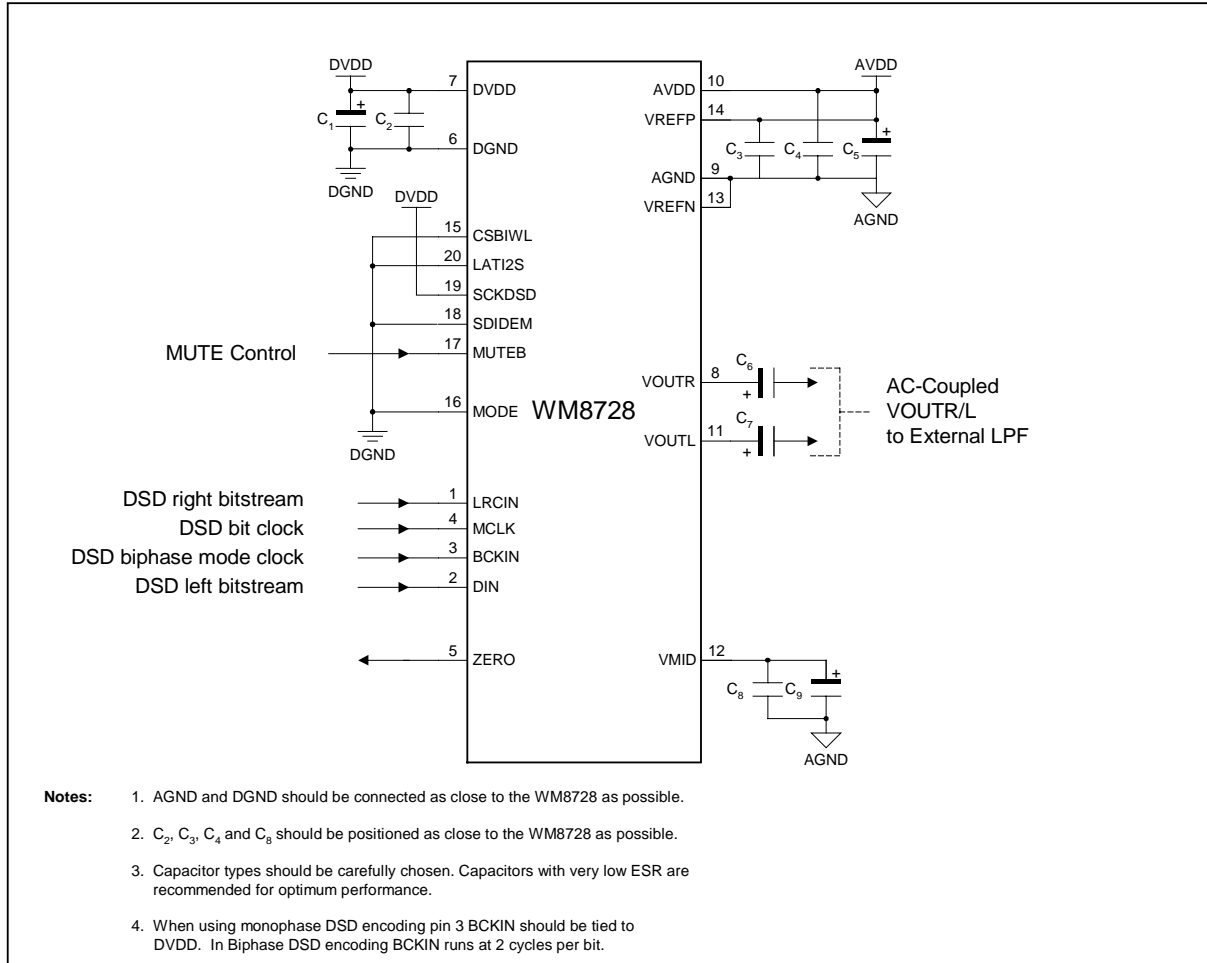 DVDD
7 DVDD
C1 +
C2
6 DGND
DGND
DVDD
15 CSBIWL
20 LATI2S
19 SCKDSD
18 SDIDEM
MUTE Control
17 MUTEB
16 MODE
DGND
WM8728
DSD right bitstream
1 LRCIN
DSD bit clock
4 MCLK
DSD biphase mode clock
3 BCKIN
DSD left bitstream
2 DIN
5 ZERO
AVDD
AVDD 10
VREFP 14
C3 C4 C5 +
AGND 9
VREFN 13
AGND
VOUTR 8
C6
+
VOUTL 11
C7
+
AC-Coupled
VOUTR/L
to External LPF
VMID 12
C8 C9 +
AGND
Notes: 1. AGND and DGND should be connected as close to the WM8728 as possible.
2. C2, C3, C4 and C8 should be positioned as close to the WM8728 as possible.
3. Capacitor types should be carefully chosen. Capacitors with very low ESR are
recommended for optimum performance.
4. When using monophase DSD encoding pin 3 BCKIN should be tied to
DVDD. In Biphase DSD encoding BCKIN runs at 2 cycles per bit.